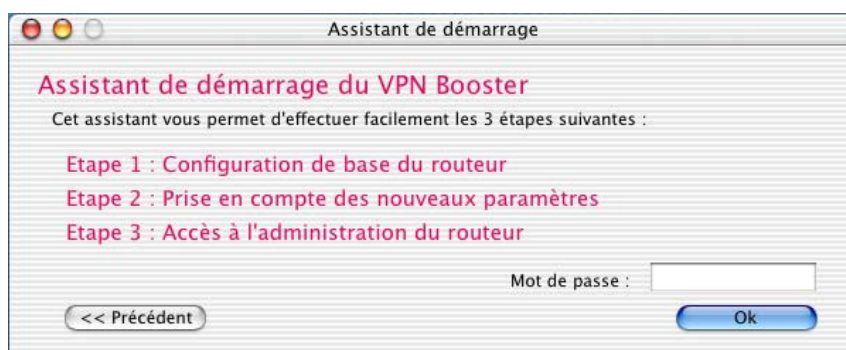 Assistant de démarrage
Assistant de démarrage du VPN Booster
Cet assistant vous permet d'effectuer facilement les 3 étapes suivantes :
Etape 1 : Configuration de base du routeur
Etape 2 : Prise en compte des nouveaux paramètres
Etape 3 : Accès à l'administration du routeur
Mot de passe :
<< Précédent
Ok